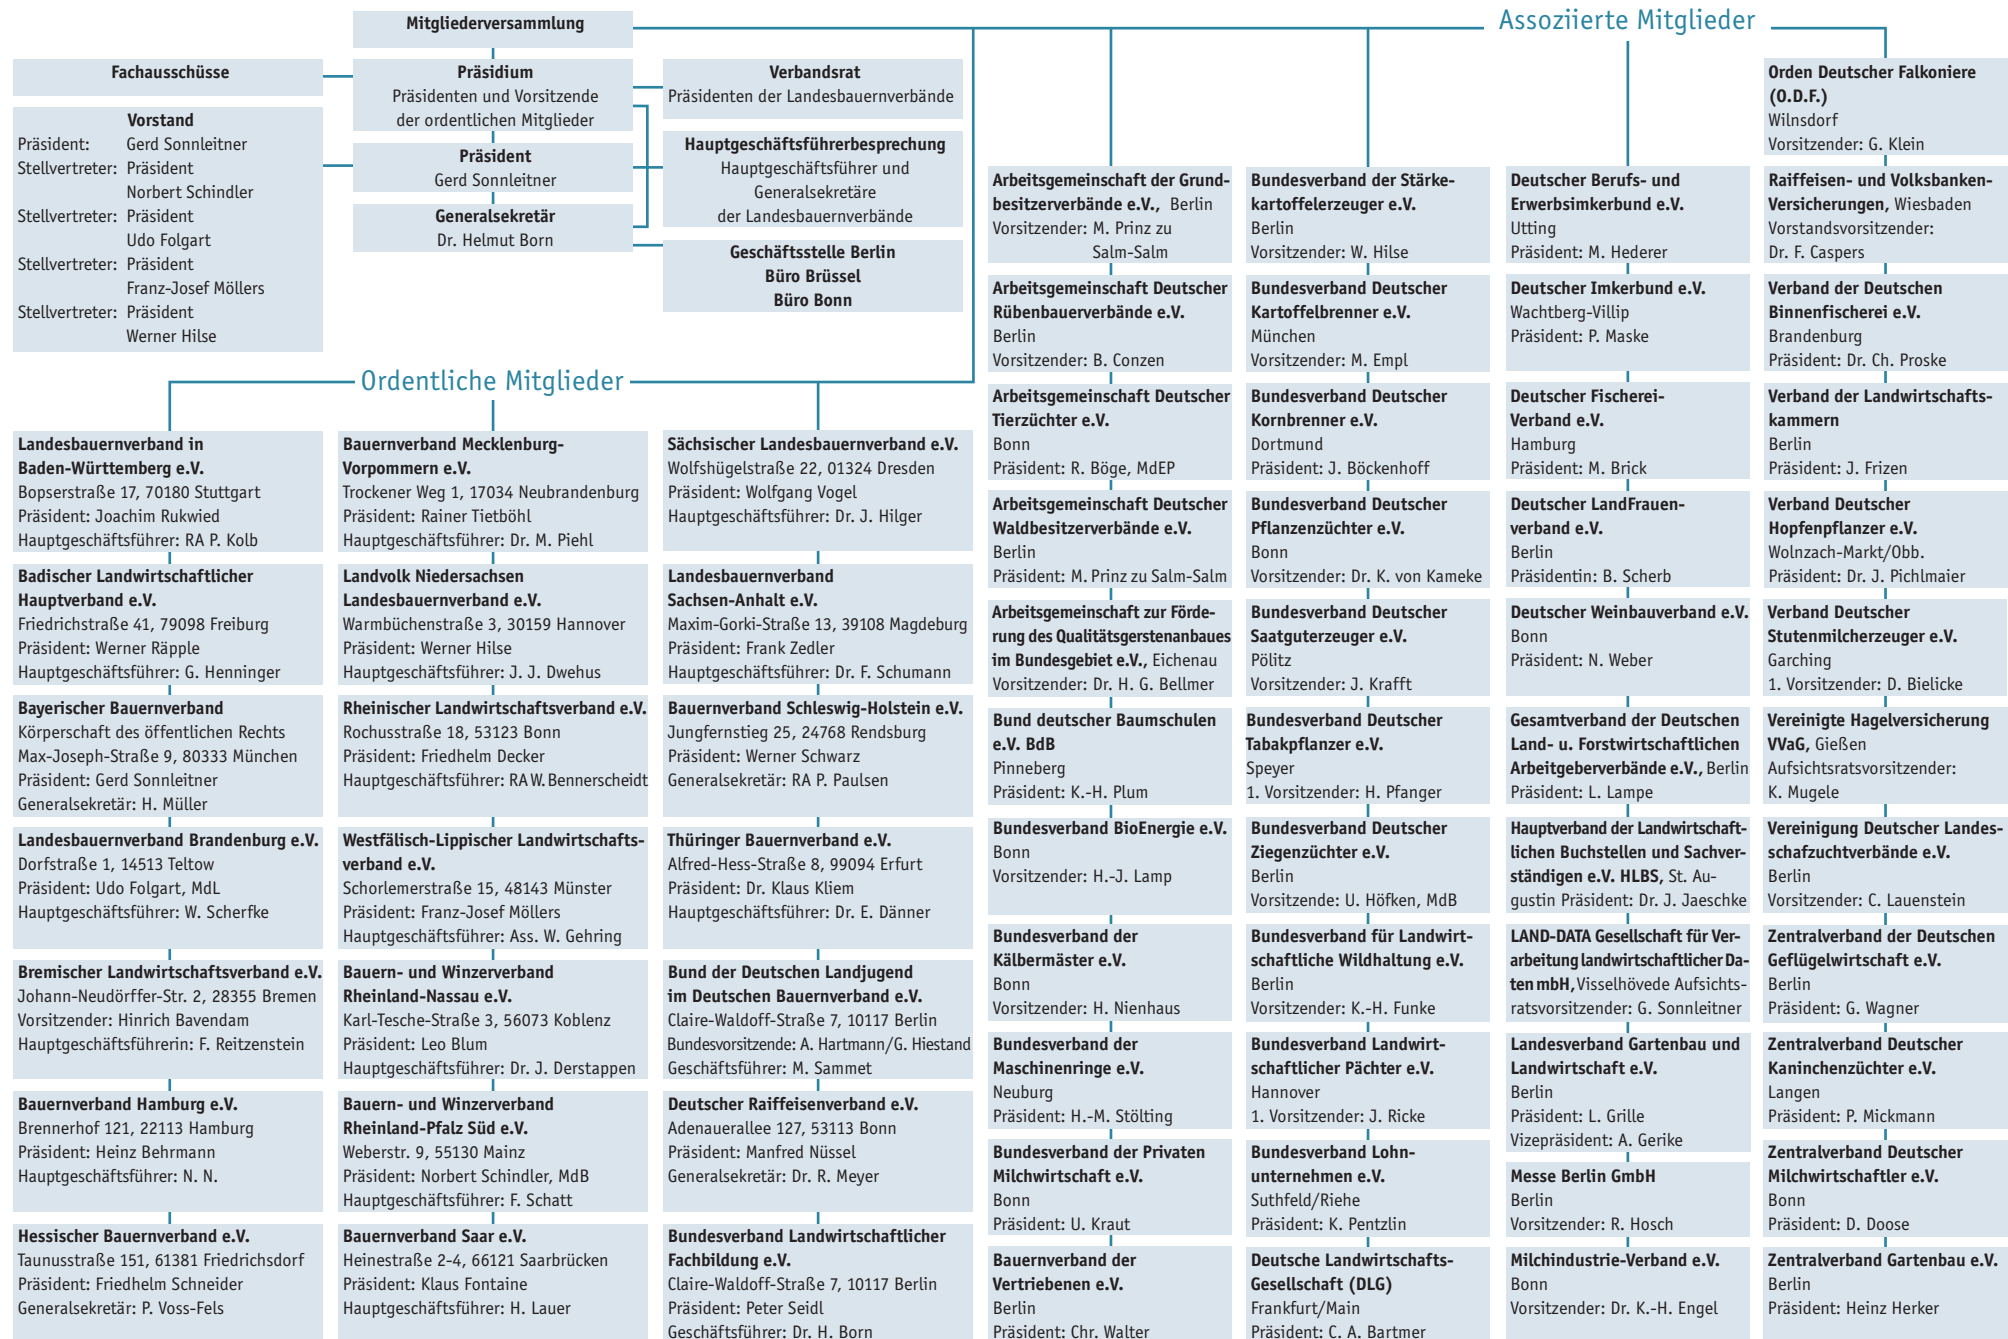 Mitgliederversammlung
Fachausschüsse
Präsidium
Präsidenten und Vorsitzende
der ordentlichen Mitglieder
Verbandsrat
Präsidenten der Landesbauernverbände
Vorstand
Präsident: Gerd Sonnleitner
Stellvertreter: Präsident
Norbert Schindler
Stellvertreter: Präsident
Udo Folgart
Stellvertreter: Präsident
Franz-Josef Möllers
Stellvertreter: Präsident
Werner Hilse
Präsident
Gerd Sonnleitner
Generalsekretär
Dr. Helmut Born
Hauptgeschäftsführerbesprechung
Hauptgeschäftsführer und
Generalsekretäre
der Landesbauernverbände
Geschäftsstelle Berlin
Büro Brüssel
Büro Bonn
Ordentliche Mitglieder
Landesbauernverband in
Baden-Württemberg e.V.
Bopserstraße 17, 70180 Stuttgart
Präsident: Joachim Rukwied
Hauptgeschäftsführer: RA P. Kolb
Badischer Landwirtschaftlicher
Hauptverband e.V.
Friedrichstraße 41, 79098 Freiburg
Präsident: Werner Räpple
Hauptgeschäftsführer: G. Henninger
Bayerischer Bauernverband
Körperschaft des öffentlichen Rechts
Max-Joseph-Straße 9, 80333 München
Präsident: Gerd Sonnleitner
Generalsekretär: H. Müller
Landesbauernverband Brandenburg e.V.
Dorfstraße 1, 14513 Teltow
Präsident: Udo Folgart, MdL
Hauptgeschäftsführer: W. Scherfke
Bremischer Landwirtschaftsverband e.V.
Johann-Neudörffer-Str. 2, 28355 Bremen
Vorsitzender: Hinrich Bavendam
Hauptgeschäftsführerin: F. Reitzenstein
Bauernverband Hamburg e.V.
Brennerhof 121, 22113 Hamburg
Präsident: Heinz Behrmann
Hauptgeschäftsführer: N. N.
Hessischer Bauernverband e.V.
Taunusstraße 151, 61381 Friedrichsdorf
Präsident: Friedhelm Schneider
Generalsekretär: P. Voss-Fels
Bauernverband Mecklenburg-
Vorpommern e.V.
Trockener Weg 1, 17034 Neubrandenburg
Präsident: Rainer Tietböhl
Hauptgeschäftsführer: Dr. M. Piehl
Landvolk Niedersachsen
Landesbauernverband e.V.
Warmbüchenstraße 3, 30159 Hannover
Präsident: Werner Hilse
Hauptgeschäftsführer: J. J. Dwehus
Rheinischer Landwirtschaftsverband e.V.
Rochusstraße 18, 53123 Bonn
Präsident: Friedhelm Decker
Hauptgeschäftsführer: RA W. Bennerscheidt
Westfälisch-Lippischer Landwirtschafts-
verband e.V.
Schorlemerstraße 15, 48143 Münster
Präsident: Franz-Josef Möllers
Hauptgeschäftsführer: Ass. W. Gehring
Bauern- und Winzerverband
Rheinland-Nassau e.V.
Karl-Tesche-Straße 3, 56073 Koblenz
Präsident: Leo Blum
Hauptgeschäftsführer: Dr. J. Derstappen
Bauern- und Winzerverband
Rheinland-Pfalz Süd e.V.
Weberstr. 9, 55130 Mainz
Präsident: Norbert Schindler, MdB
Hauptgeschäftsführer: F. Schatt
Bauernverband Saar e.V.
Heinestraße 2-4, 66121 Saarbrücken
Präsident: Klaus Fontaine
Hauptgeschäftsführer: H. Lauer
Sächsischer Landesbauernverband e.V.
Wolfshügelstraße 22, 01324 Dresden
Präsident: Wolfgang Vogel
Hauptgeschäftsführer: Dr. J. Hilger
Landesbauernverband
Sachsen-Anhalt e.V.
Maxim-Gorki-Straße 13, 39108 Magdeburg
Präsident: Frank Zedler
Hauptgeschäftsführer: Dr. F. Schumann
Bauernverband Schleswig-Holstein e.V.
Jungfernstieg 25, 24768 Rendsburg
Präsident: Werner Schwarz
Generalsekretär: RA P. Paulsen
Thüringer Bauernverband e.V.
Alfred-Hess-Straße 8, 99094 Erfurt
Präsident: Dr. Klaus Kliem
Hauptgeschäftsführer: Dr. E. Dänner
Bund der Deutschen Landjugend
im Deutschen Bauernverband e.V.
Claire-Waldoff-Straße 7, 10117 Berlin
Bundesvorsitzende: A. Hartmann/G. Hiestand
Geschäftsführer: M. Sammet
Deutscher Raiffeisenverband e.V.
Adenauerallee 127, 53113 Bonn
Präsident: Manfred Nüssel
Generalsekretär: Dr. R. Meyer
Bundesverband Landwirtschaftlicher
Fachbildung e.V.
Claire-Waldoff-Straße 7, 10117 Berlin
Präsident: Peter Seidl
Geschäftsführer: Dr. H. Born
Assoziierte Mitglieder
Arbeitsgemeinschaft der Grund-
besitzerverbände e.V., Berlin
Vorsitzender: M. Prinz zu
Salm-Salm
Arbeitsgemeinschaft Deutscher
Rübenbauerverbände e.V.
Berlin
Vorsitzender: B. Conzen
Arbeitsgemeinschaft Deutscher
Tierzüchter e.V.
Bonn
Präsident: R. Böge, MdEP
Arbeitsgemeinschaft Deutscher
Waldbesitzerverbände e.V.
Berlin
Präsident: M. Prinz zu Salm-Salm
Arbeitsgemeinschaft zur Förde-
rung des Qualitätsgerstenanbaues
im Bundesgebiet e.V., Eichenau
Vorsitzender: Dr. H. G. Bellmer
Bund deutscher Baumschulen
e.V. BdB
Pinneberg
Präsident: K.-H. Plum
Bundesverband BioEnergie e.V.
Bonn
Vorsitzender: H.-J. Lamp
Bundesverband der
Kälbermäster e.V.
Bonn
Vorsitzender: H. Nienhaus
Bundesverband der
Maschinenringe e.V.
Neuburg
Präsident: H.-M. Stölting
Bundesverband der Privaten
Milchwirtschaft e.V.
Bonn
Präsident: U. Kraut
Bauernverband der
Vertriebenen e.V.
Berlin
Präsident: Chr. Walter
Bundesverband der Stärke-
kartoffelerzeuger e.V.
Berlin
Vorsitzender: W. Hilse
Bundesverband Deutscher
Kartoffelbrenner e.V.
München
Vorsitzender: M. Empl
Bundesverband Deutscher
Kornbrenner e.V.
Dortmund
Präsident: J. Böckenhoff
Bundesverband Deutscher
Pflanzenzüchter e.V.
Bonn
Vorsitzender: Dr. K. von Kameke
Bundesverband Deutscher
Saatguterzeuger e.V.
Pölitz
Vorsitzender: J. Krafft
Bundesverband Deutscher
Tabakpflanzer e.V.
Speyer
1. Vorsitzender: H. Pfanger
Bundesverband Deutscher
Ziegenzüchter e.V.
Berlin
Vorsitzende: U. Höfken, MdB
Bundesverband für Landwirt-
schaftliche Wildhaltung e.V.
Berlin
Vorsitzender: K.-H. Funke
Bundesverband Landwirt-
schaftlicher Pächter e.V.
Hannover
1. Vorsitzender: J. Ricke
Bundesverband Lohn-
unternehmen e.V.
Suthfeld/Riehe
Präsident: K. Pentzlin
Deutsche Landwirtschafts-
Gesellschaft (DLG)
Frankfurt/Main
Präsident: C. A. Bartmer
Deutscher Berufs- und
Erwerbsimkerbund e.V.
Utting
Präsident: M. Hederer
Deutscher Imkerbund e.V.
Wachtberg-Villip
Präsident: P. Maske
Deutscher Fischerei-
Verband e.V.
Hamburg
Präsident: M. Brick
Deutscher LandFrauen-
verband e.V.
Berlin
Präsidentin: B. Scherb
Deutscher Weinbauverband e.V.
Bonn
Präsident: N. Weber
Gesamtverband der Deutschen
Land- u. Forstwirtschaftlichen
Arbeitgeberverbände e.V., Berlin
Präsident: L. Lampe
Hauptverband der Landwirtschaft-
lichen Buchstellen und Sachver-
ständigen e.V. HLBS, St. Au-
gustin Präsident: Dr. J. Jaeschke
LAND-DATA Gesellschaft für Ver-
arbeitung landwirtschaftlicher Da-
ten mbH, Visselhövede Aufsichts-
ratsvorsitzender: G. Sonnleitner
Landesverband Gartenbau und
Landwirtschaft e.V.
Berlin
Präsident: L. Grille
Vizepräsident: A. Gerike
Messe Berlin GmbH
Berlin
Vorsitzender: R. Hosch
Milchindustrie-Verband e.V.
Bonn
Vorsitzender: Dr. K.-H. Engel
Orden Deutscher Falkoniere
(O.D.F.)
Wilnsdorf
Vorsitzender: G. Klein
Raiffeisen- und Volksbanken-
Versicherungen, Wiesbaden
Vorstandsvorsitzender:
Dr. F. Caspers
Verband der Deutschen
Binnenfischerei e.V.
Brandenburg
Präsident: Dr. Ch. Proske
Verband der Landwirtschafts-
kammern
Berlin
Präsident: J. Frizen
Verband Deutscher
Hopfenpflanzer e.V.
Wolnzach-Markt/Obb.
Präsident: Dr. J. Pichlmaier
Verband Deutscher
Stutenmilcherzeuger e.V.
Garching
1. Vorsitzender: D. Bielicke
Vereinigte Hagelversicherung
VVaG, Gießen
Aufsichtsratsvorsitzender:
K. Mugele
Vereinigung Deutscher Landes-
schafzuchtverbände e.V.
Berlin
Vorsitzender: C. Lauenstein
Zentralverband der Deutschen
Geflügelwirtschaft e.V.
Berlin
Präsident: G. Wagner
Zentralverband Deutscher
Kaninchenzüchter e.V.
Langen
Präsident: P. Mickmann
Zentralverband Deutscher
Milchwirtschaftler e.V.
Bonn
Präsident: D. Doose
Zentralverband Gartenbau e.V.
Berlin
Präsident: Heinz Herker